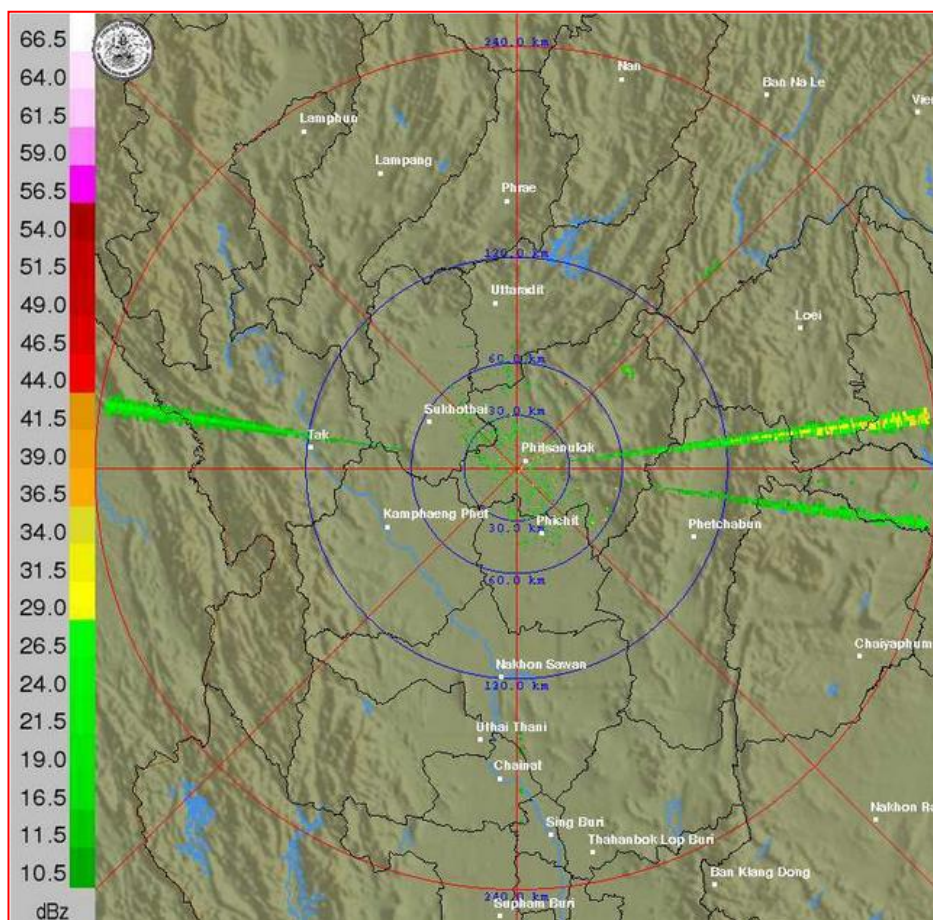 66.5
64.0
61.5
59.0
56.5
54.0
51.5
49.0
46.5
44.0
41.5
39.0
36.5
34.0
31.5
29.0
26.5
24.0
21.5
19.0
16.5
11.5
10.5
dBz
240.0 km
Nan
Ban Na Le
Lamphun
Lampang
Phrae
120.0 km
Uttaradit
Loei
60.0 km
Sukhothai
30.0 km
Tak
Phitsanulok
Kamphaeng Phet
Phichit
30.0 km
Phetchabun
60.0 km
Chaiyaphum
Nakhon Sawan
120.0 km
Uthai Thani
Chainat
Nakhon Ra
Sing Buri
Thahanbok Lop Buri
Ban Klang Dong
240.0 km
Supham Buri